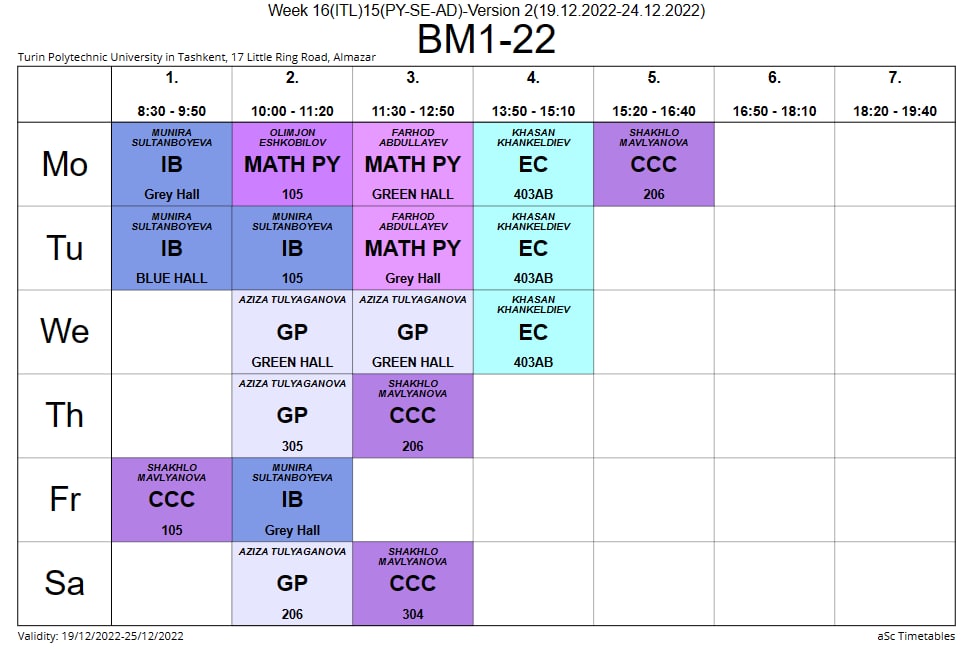 Week 16(ITL)15(PY-SE-AD)-Version 2(19.12.2022-24.12.2022)
BM1-22
Turin Polytechnic University in Tashkent, 17 Little Ring Road, Almazar
1. 2. 3. 4. 5. 6. 7.
8:30 - 9:50 10:00 - 11:20 11:30 - 12:50 13:50 - 15:10 15:20 - 16:40 16:50 - 18:10 18:20 - 19:40
Mo
MUNIRA
SULTANBOYEVA
IB
Grey Hall
OLIMJON
ESHKOBILOV
MATH PY
105
FARHOD
ABDULLAYEV
MATH PY
GREEN HALL
KHASAN
KHANKELDIEV
EC
403AB
SHAKHLO
MAVLYANOVA
CCC
206
Tu
MUNIRA
SULTANBOYEVA
IB
BLUE HALL
MUNIRA
SULTANBOYEVA
IB
105
FARHOD
ABDULLAYEV
MATH PY
Grey Hall
KHASAN
KHANKELDIEV
EC
403AB
We
AZIZA TULYAGANOVA
GP
GREEN HALL
AZIZA TULYAGANOVA
GP
GREEN HALL
KHASAN
KHANKELDIEV
EC
403AB
Th
AZIZA TULYAGANOVA
GP
305
SHAKHLO
MAVLYANOVA
CCC
206
Fr
SHAKHLO
MAVLYANOVA
CCC
105
MUNIRA
SULTANBOYEVA
IB
Grey Hall
Sa
AZIZA TULYAGANOVA
GP
206
SHAKHLO
MAVLYANOVA
CCC
304
Validity: 19/12/2022-25/12/2022
aSc Timetables